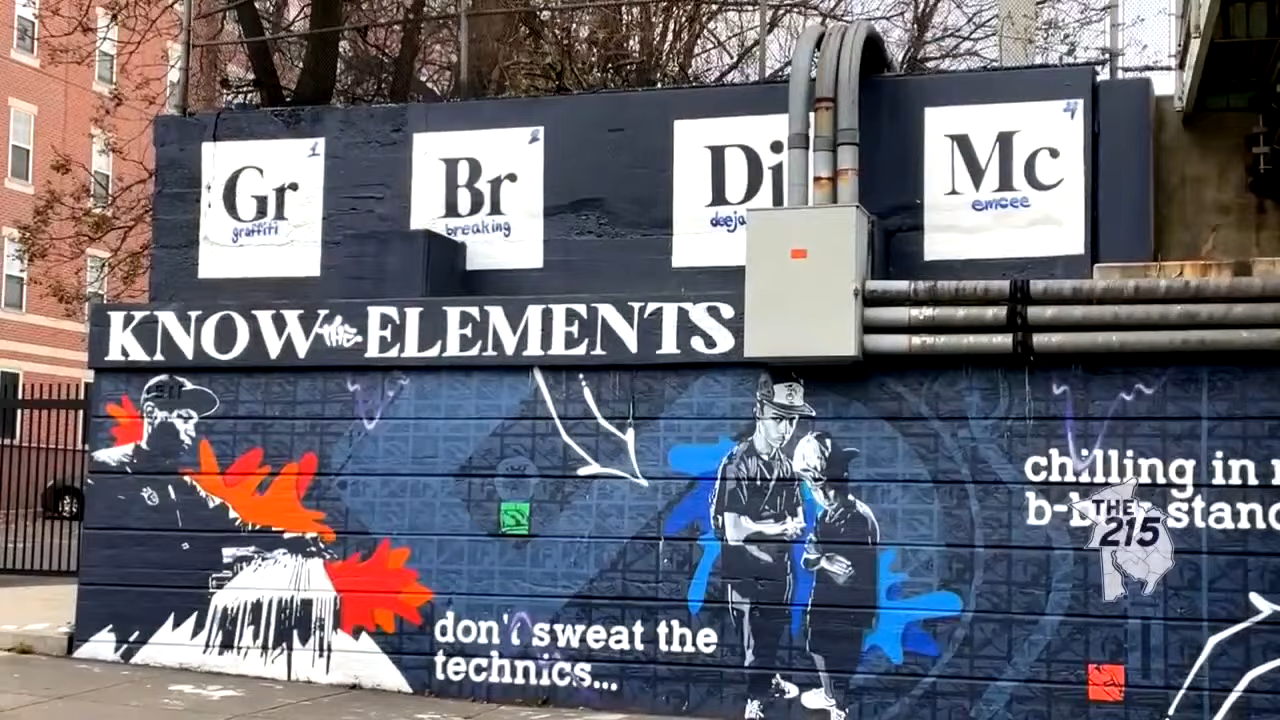 1
Gr
graffiti
2
Br
breaking
Dj
deeja
4
Mc
emcee
KNOW the ELEMENTS
chilling in
b-b stand
THE
215
don't sweat the
technics...